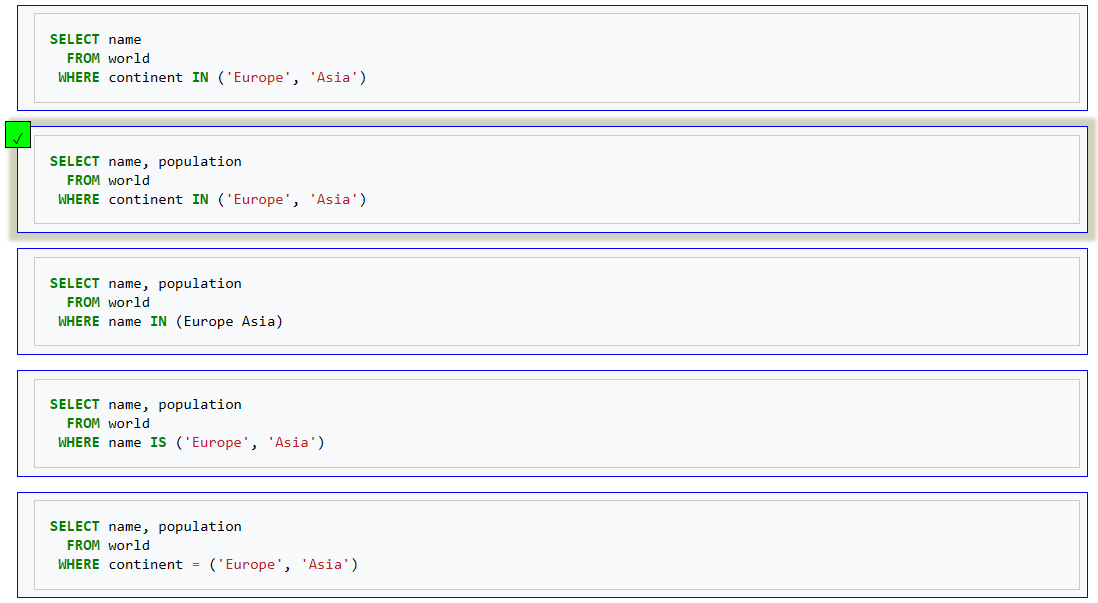 SELECT name
FROM world
WHERE continent IN ('Europe', 'Asia')
✓
SELECT name, population
FROM world
WHERE continent IN ('Europe', 'Asia')
SELECT name, population
FROM world
WHERE name IN (Europe Asia)
SELECT name, population
FROM world
WHERE name IS ('Europe', 'Asia')
SELECT name, population
FROM world
WHERE continent = ('Europe', 'Asia')